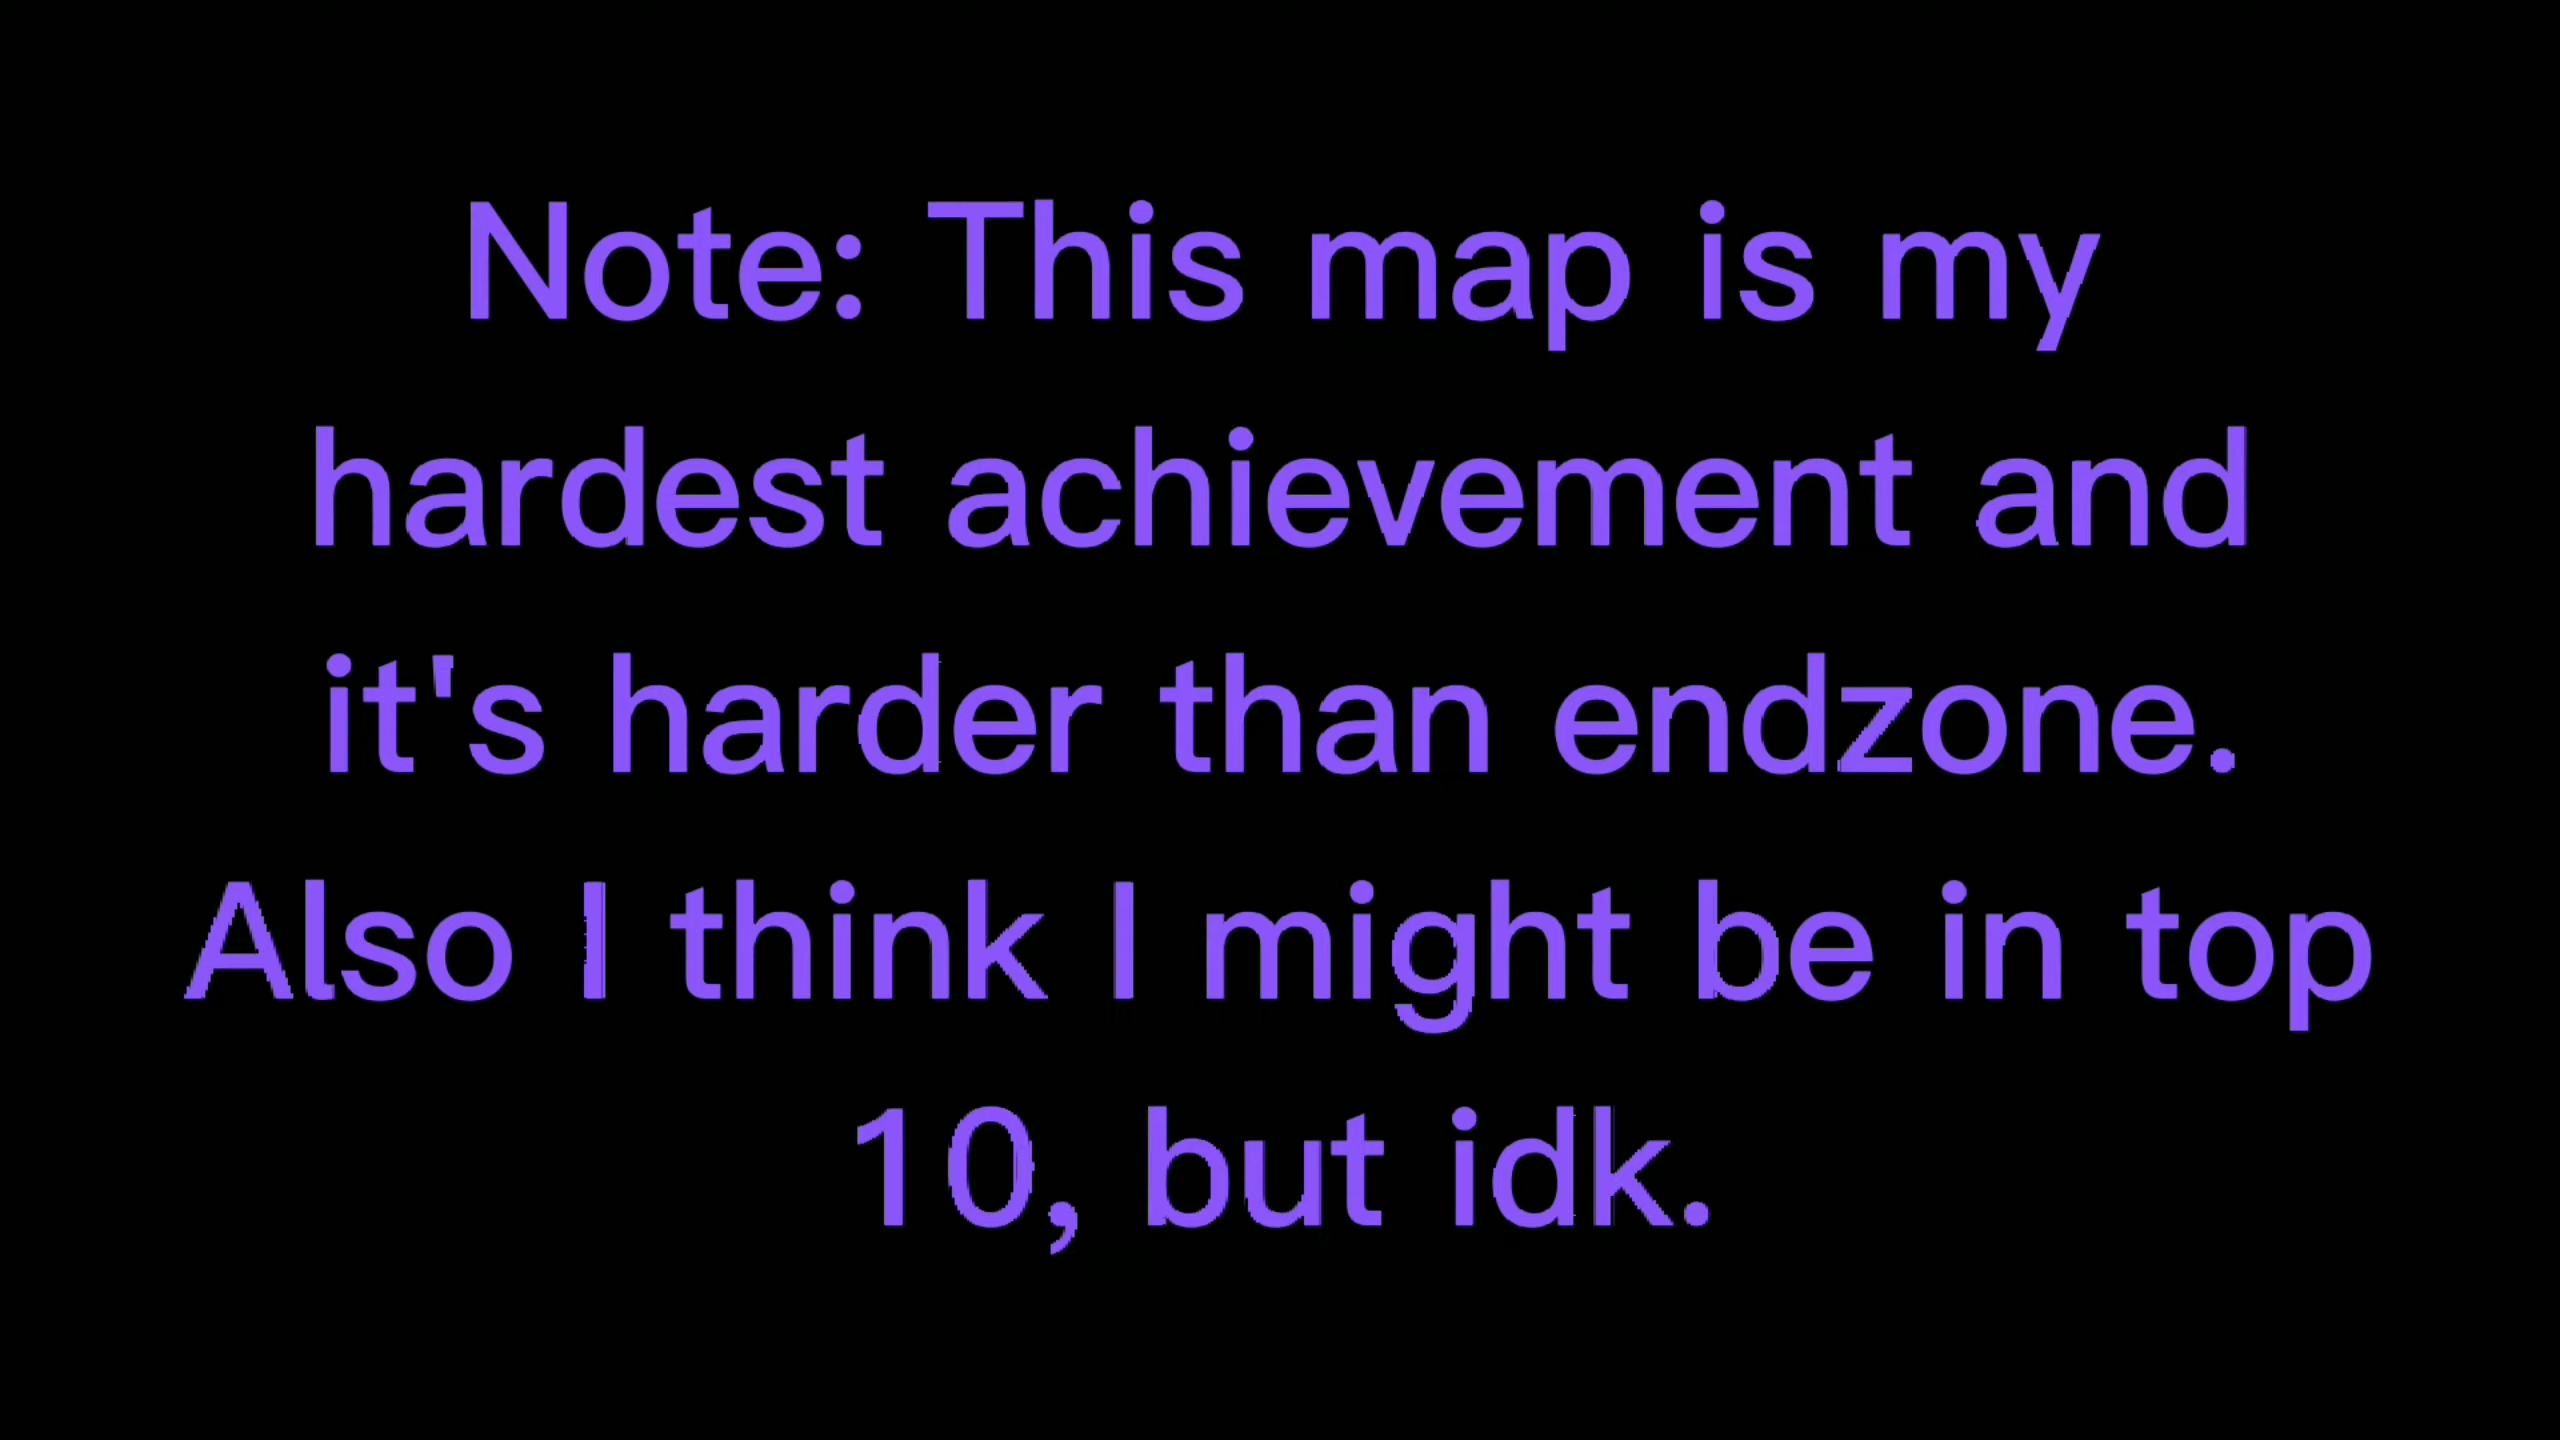 Note: This map is my
hardest achievement and
it's harder than endzone.
Also I think I might be in top
10, but idk.